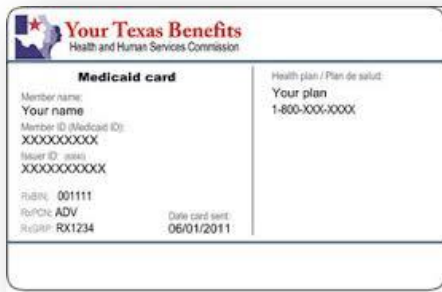 Your Texas Benefits
Health and Human Services Commission
Medicaid card
Member name:
Your name
Member ID (Medicaid ID):
XXXXXXXXX
Issuer ID:
XXXXXXXXXX
RxBIN: 001111
RxPCN: ADV
RxGRP: RX1234
Date card sent:
06/01/2011
Health plan / Plan de salud:
Your plan
1-800-XXX-XXXX